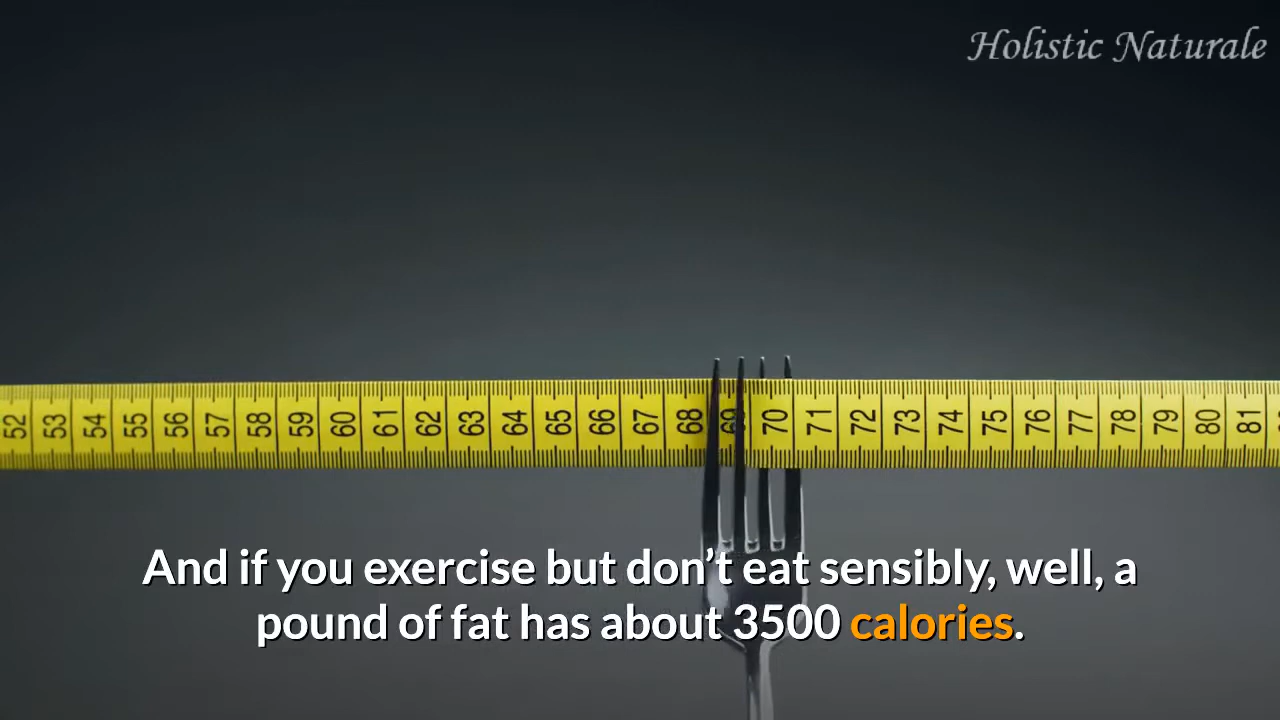 Holistic Naturale
52 53 54 55 56 57 58 59 60 61 62 63 64 65 66 67 68 69 70 71 72 73 74 75 76 77 78 79 80 81
And if you exercise but don’t eat sensibly, well, a
pound of fat has about 3500 calories.